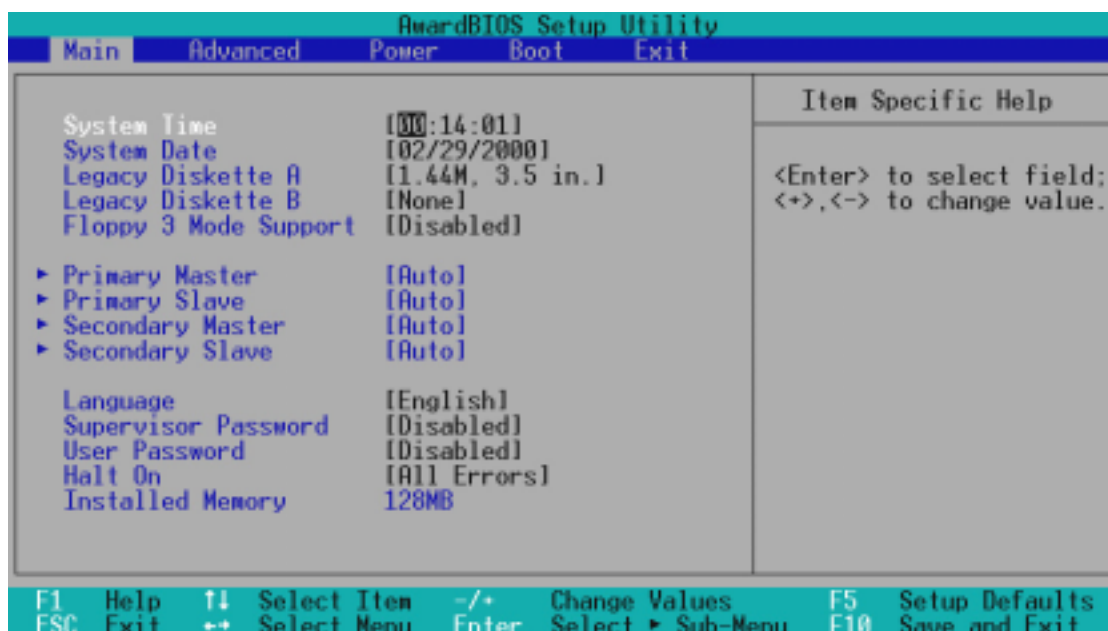 AwardBIOS Setup Utility
Main Advanced Power Boot Exit
Item Specific Help
System Time [00:14:01]
System Date [02/29/2000]
Legacy Diskette A [1.44M, 3.5 in.]
Legacy Diskette B [None]
Floppy 3 Mode Support [Disabled]
<Enter> to select field;
<+>,<-> to change value.
► Primary Master [Auto]
► Primary Slave [Auto]
► Secondary Master [Auto]
► Secondary Slave [Auto]
Language [English]
Supervisor Password [Disabled]
User Password [Disabled]
Halt On [All Errors]
Installed Memory 128MB
F1 Help ↑↓ Select Item -/+ Change Values F5 Setup Defaults
ESC Exit ←→ Select Menu Enter Select ► Sub-Menu F10 Save and Exit